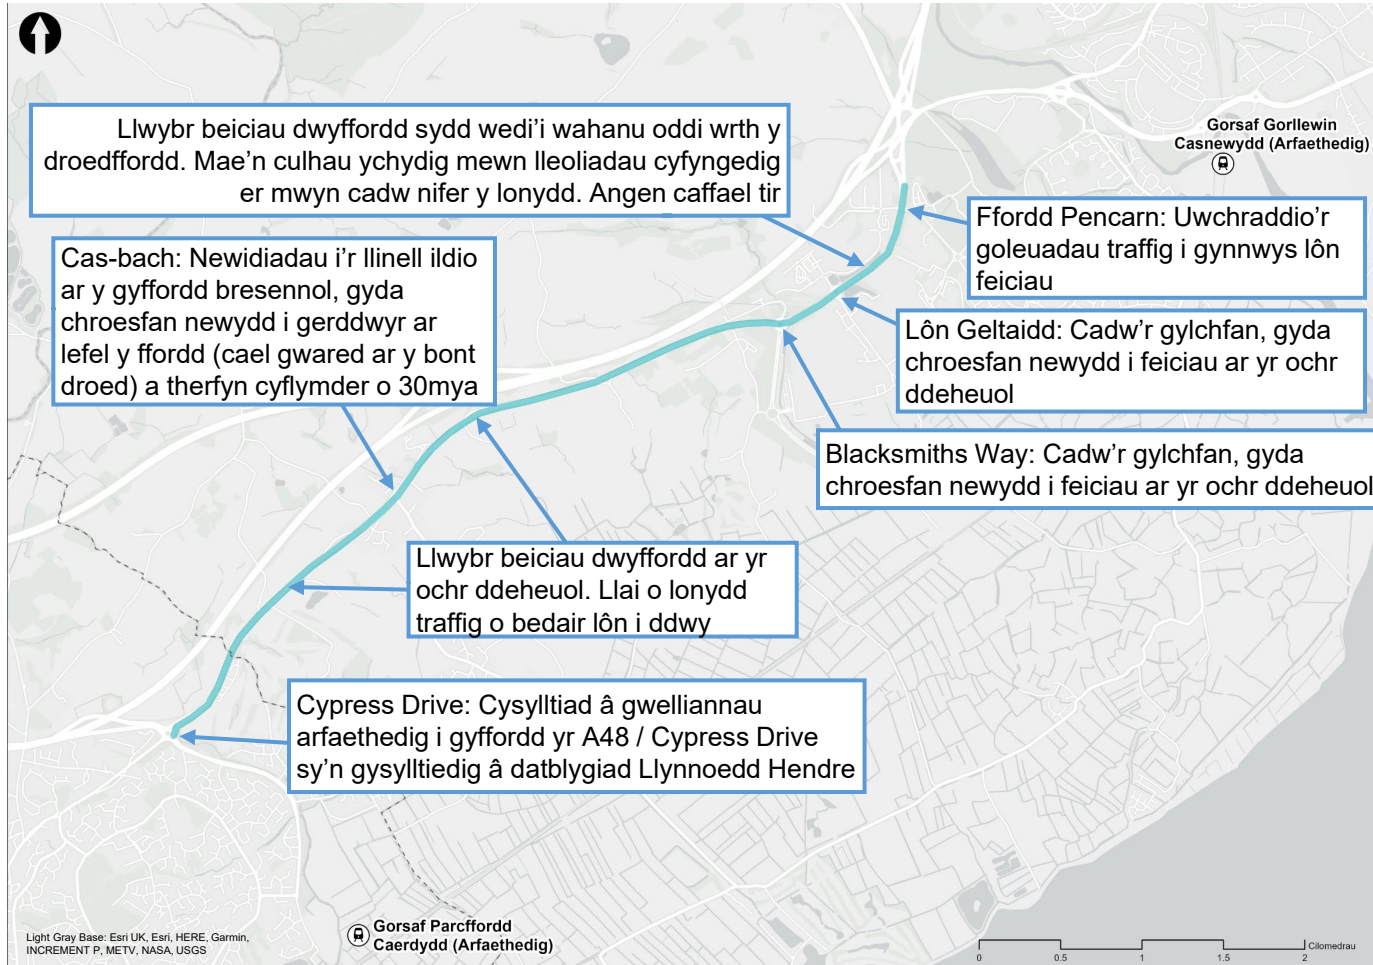 Llwybr beiciau dwyffordd sydd wedi'i wahanu oddi wrth y
droedffordd. Mae'n culhau ychydig mewn lleoliadau cyfyngedig
er mwyn cadw nifer y lonydd. Angen caffael tir
Gorsaf Gorllewin
Casnewydd (Arfaethedig)
Ffordd Pencarn: Uwchraddio'r
goleuadau traffig i gynnwys lôn
feiciau
Cas-bach: Newidiadau i'r llinell ildio
ar y gyffordd bresennol, gyda
chroesfan newydd i gerddwyr ar
lefel y ffordd (cael gwared ar y bont
droed) a therfyn cyflymder o 30mya
Lôn Geltaidd: Cadw'r gylchfan, gyda
chroesfan newydd i feiciau ar yr ochr
ddeheuol
Blacksmiths Way: Cadw'r gylchfan, gyda
chroesfan newydd i feiciau ar yr ochr ddeheuol
Llwybr beiciau dwyffordd ar yr
ochr ddeheuol. Llai o lonydd
traffig o bedair lôn i ddwy
Cypress Drive: Cysylltiad â gwelliannau
arfaethedig i gyffordd yr A48 / Cypress Drive
sy'n gysylltiedig â datblygiad Llynnoedd Hendre
Gorsaf Parcffordd
Caerdydd (Arfaethedig)
Light Gray Base: Esri UK, Esri, HERE, Garmin,
INCREMENT P, METV, NASA, USGS
Cilomedrau
0 0.5 1 1.5 2